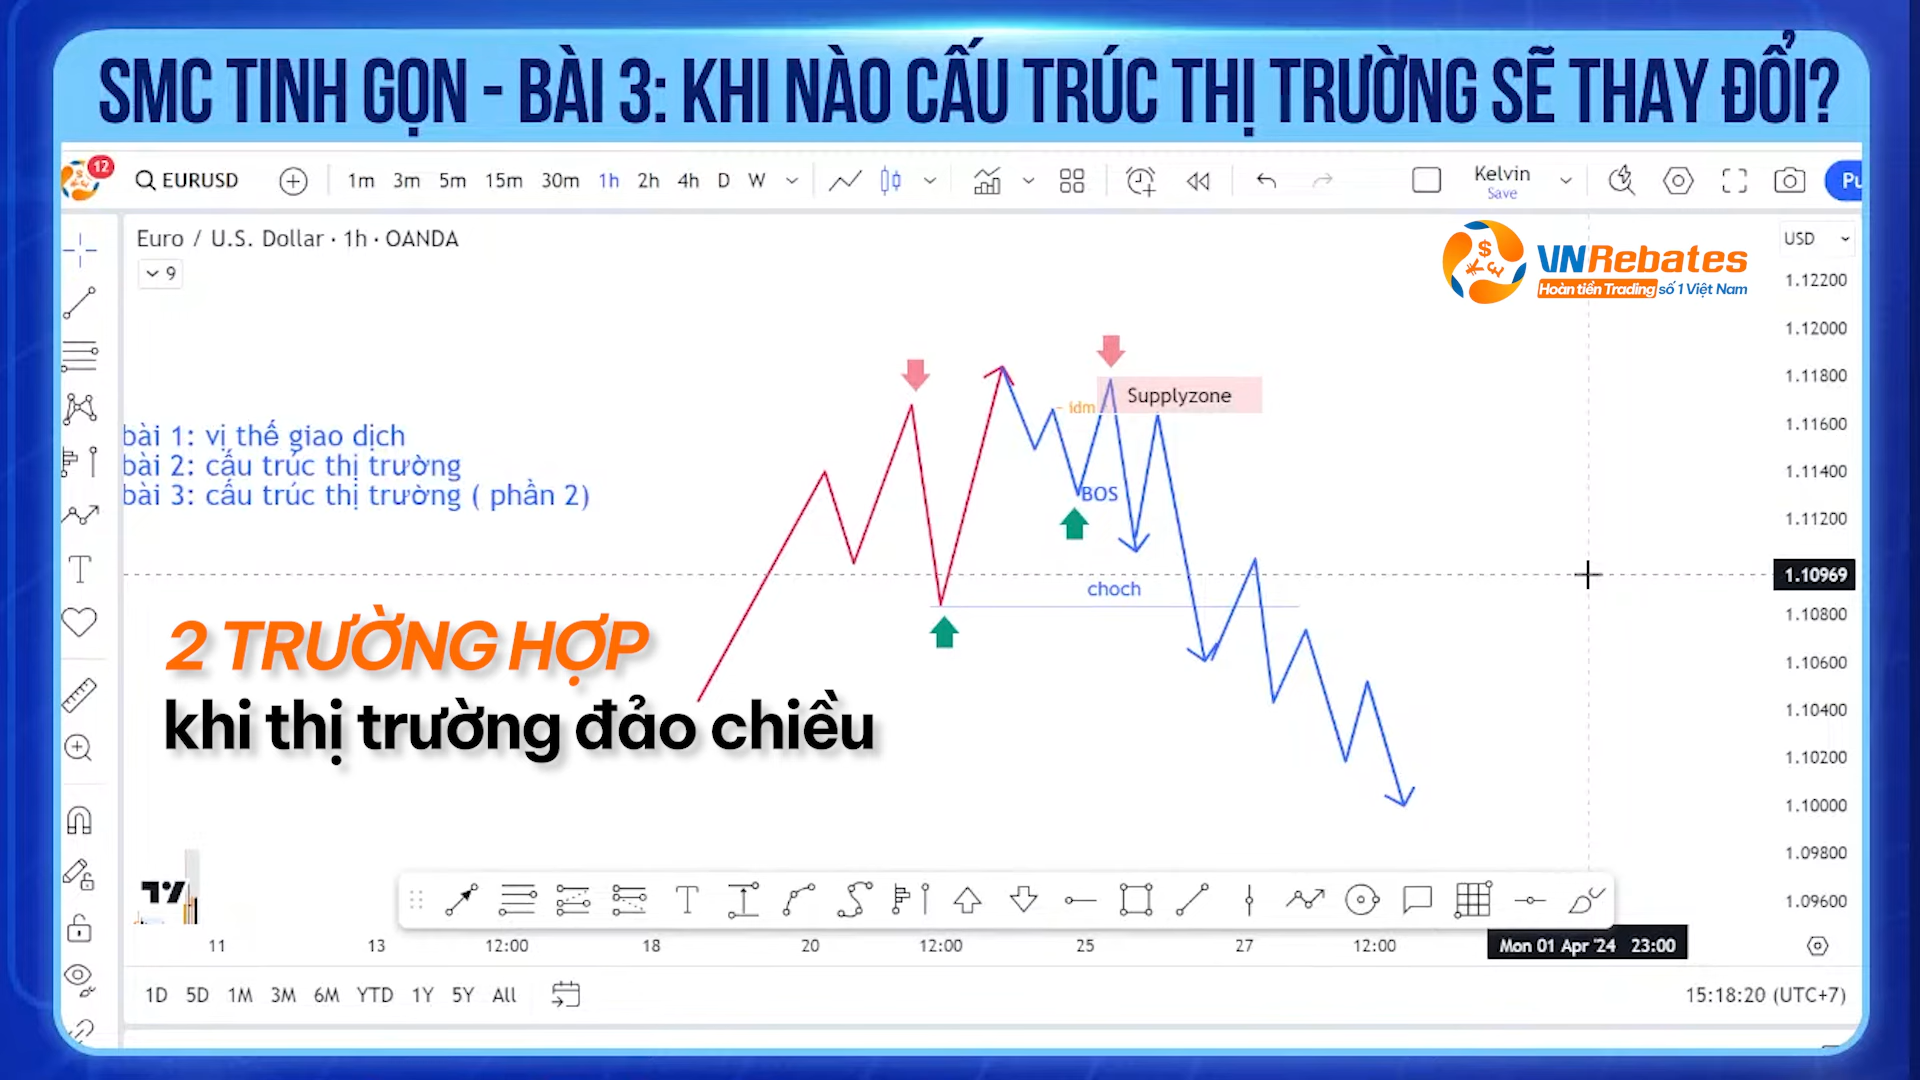 SMC TINH GỌN - BÀI 3: KHI NÀO CẤU TRÚC THỊ TRƯỜNG SẼ THAY ĐỔI?
12
EURUSD
1m 3m 5m 15m 30m 1h 2h 4h D W
Kelvin
Save
Pu
Euro / U.S. Dollar · 1h · OANDA
9
VNRebates
Hoàn tiền Trading số 1 Việt Nam
USD
1.12200
1.12000
1.11800
1.11600
1.11400
1.11200
1.10969
1.10800
1.10600
1.10400
1.10200
1.10000
1.09800
1.09600
Supplyzone
idm
BOS
choch
bài 1: vị thế giao dịch
bài 2: cấu trúc thị trường
bài 3: cấu trúc thị trường ( phần 2)
2 TRƯỜNG HỢP
khi thị trường đảo chiều
11 13 12:00 18 20 12:00 25 27 12:00
Mon 01 Apr '24 23:00
1D 5D 1M 3M 6M YTD 1Y 5Y All
15:18:20 (UTC+7)